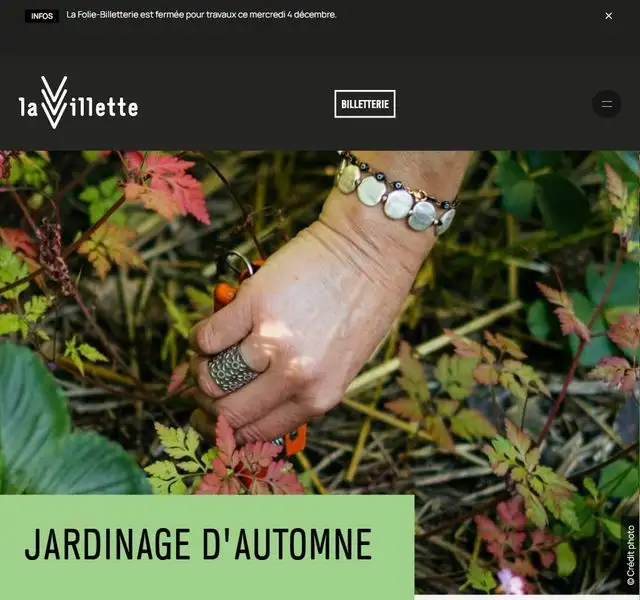 INFOS La Folie-Billetterie est fermée pour travaux ce mercredi 4 décembre.
la Villette
BILLETTERIE
JARDINAGE D'AUTOMNE
© Crédit photo